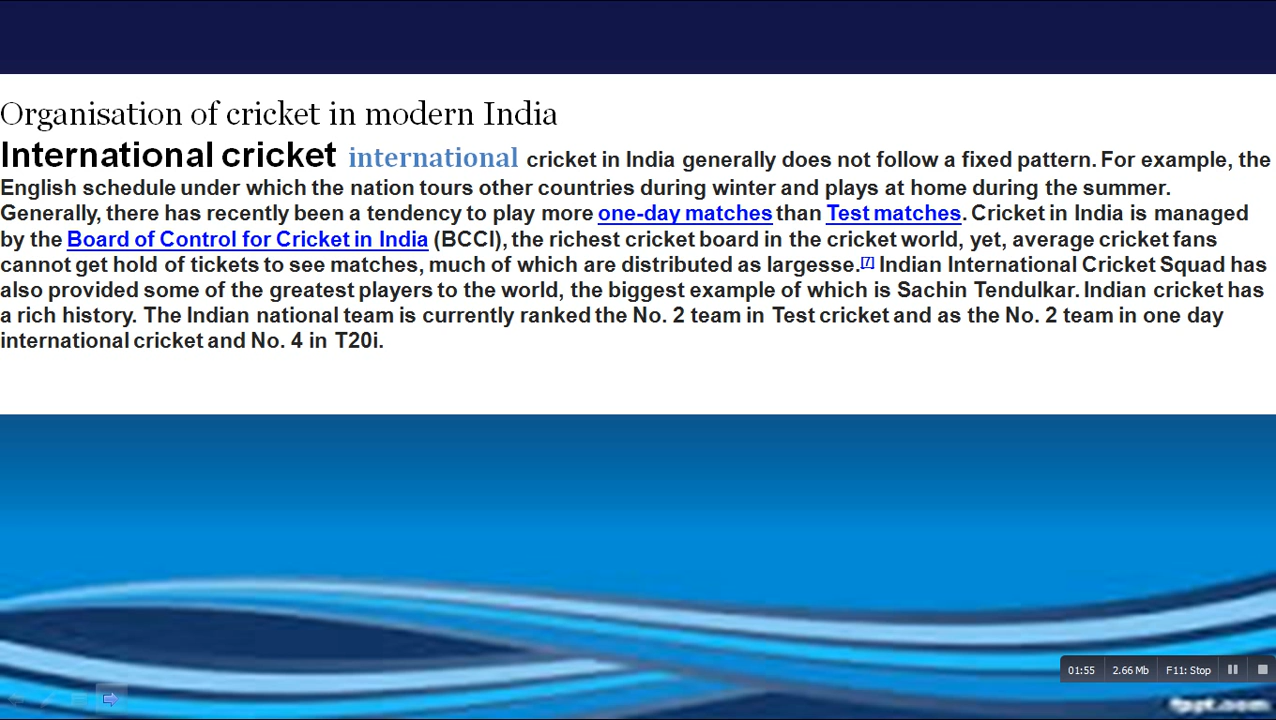 Organisation of cricket in modern India
International cricket international cricket in India generally does not follow a fixed pattern. For example, the
English schedule under which the nation tours other countries during winter and plays at home during the summer.
Generally, there has recently been a tendency to play more one-day matches than Test matches. Cricket in India is managed
by the Board of Control for Cricket in India (BCCI), the richest cricket board in the cricket world, yet, average cricket fans
cannot get hold of tickets to see matches, much of which are distributed as largesse.[7] Indian International Cricket Squad has
also provided some of the greatest players to the world, the biggest example of which is Sachin Tendulkar. Indian cricket has
a rich history. The Indian national team is currently ranked the No. 2 team in Test cricket and as the No. 2 team in one day
international cricket and No. 4 in T20i.
01:55 2.66 Mb F11: Stop
fppt.com